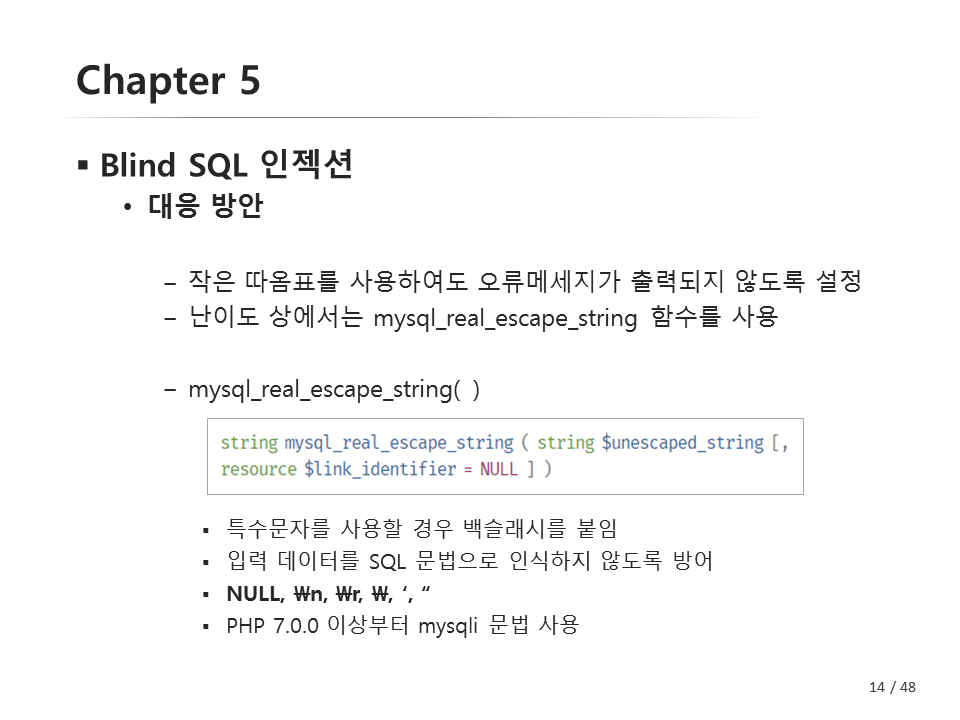 Chapter 5
▪ Blind SQL 인젝션
• 대응 방안
– 작은 따옴표를 사용하여도 오류메세지가 출력되지 않도록 설정
– 난이도 상에서는 mysql_real_escape_string 함수를 사용
– mysql_real_escape_string( )
string mysql_real_escape_string ( string $unescaped_string [,
resource $link_identifier = NULL ] )
▪ 특수문자를 사용할 경우 백슬래시를 붙임
▪ 입력 데이터를 SQL 문법으로 인식하지 않도록 방어
▪ NULL, ₩n, ₩r, ₩, ‘, “
▪ PHP 7.0.0 이상부터 mysqli 문법 사용
14 / 48